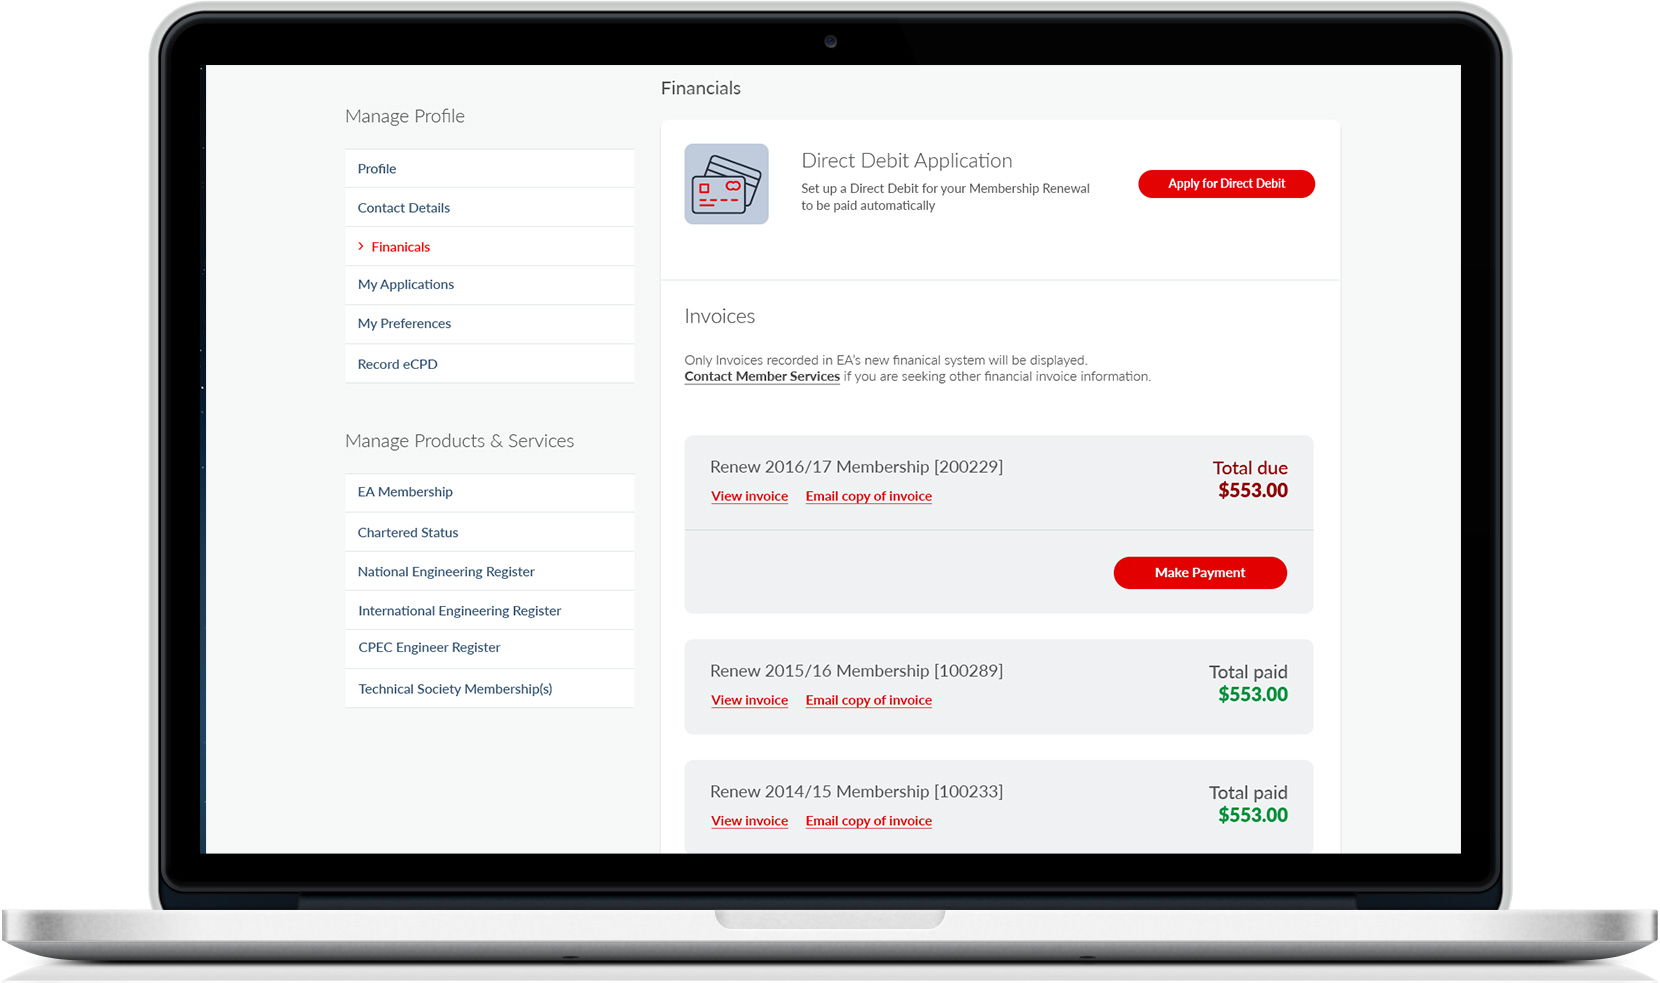 Manage Profile
Profile
Contact Details
Finanicals
My Applications
My Preferences
Record eCPD
Manage Products & Services
EA Membership
Chartered Status
National Engineering Register
International Engineering Register
CPEC Engineer Register
Technical Society Membership(s)
Financials
Direct Debit Application
Set up a Direct Debit for your Membership Renewal
to be paid automatically
Apply for Direct Debit
Invoices
Only Invoices recorded in EA's new finanical system will be displayed.
Contact Member Services if you are seeking other financial invoice information.
Renew 2016/17 Membership [200229]
View invoice Email copy of invoice
Total due
$553.00
Make Payment
Renew 2015/16 Membership [100289]
View invoice Email copy of invoice
Total paid
$553.00
Renew 2014/15 Membership [100233]
View invoice Email copy of invoice
Total paid
$553.00